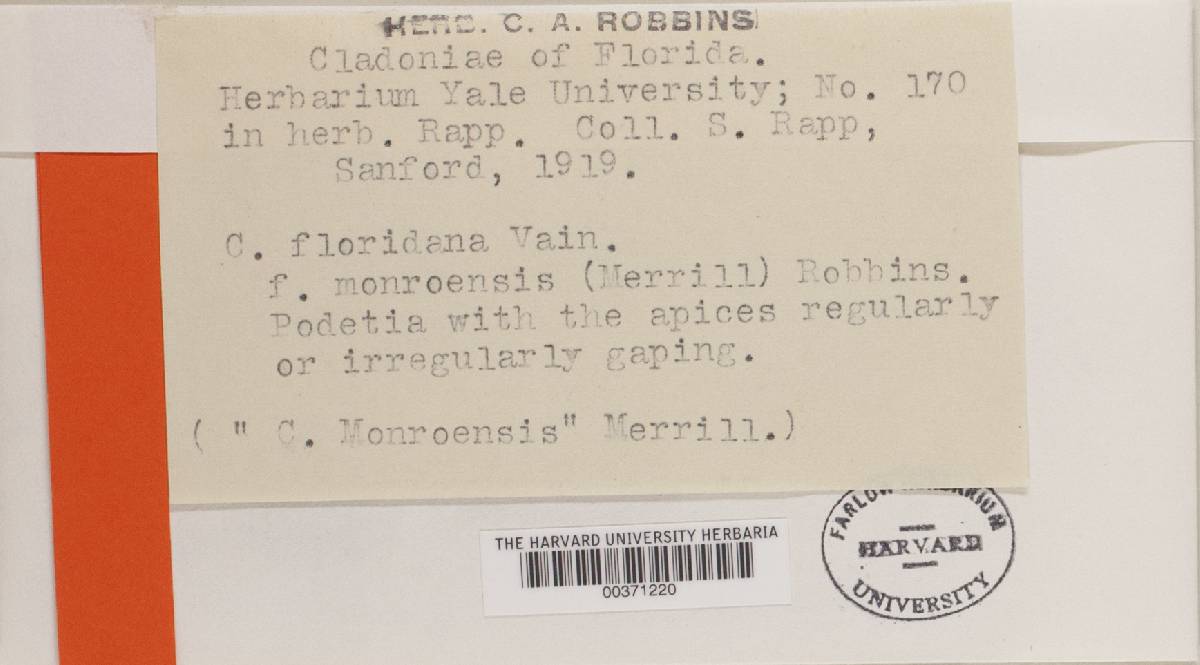 HERB. C. A. ROBBINS
Cladoniae of Florida.
Herbarium Yale University; No. 170
in herb. Rapp. Coll. S. Rapp,
Sanford, 1919.
C. floridana Vain.
f. monroensis (Merrill) Robbins.
Podetia with the apices regularly
or irregularly gaping.
( " C. Monroensis" Merrill.)
THE HARVARD UNIVERSITY HERBARIA
00371220
FARLOW HERBARIUM
HARVARD
UNIVERSITY